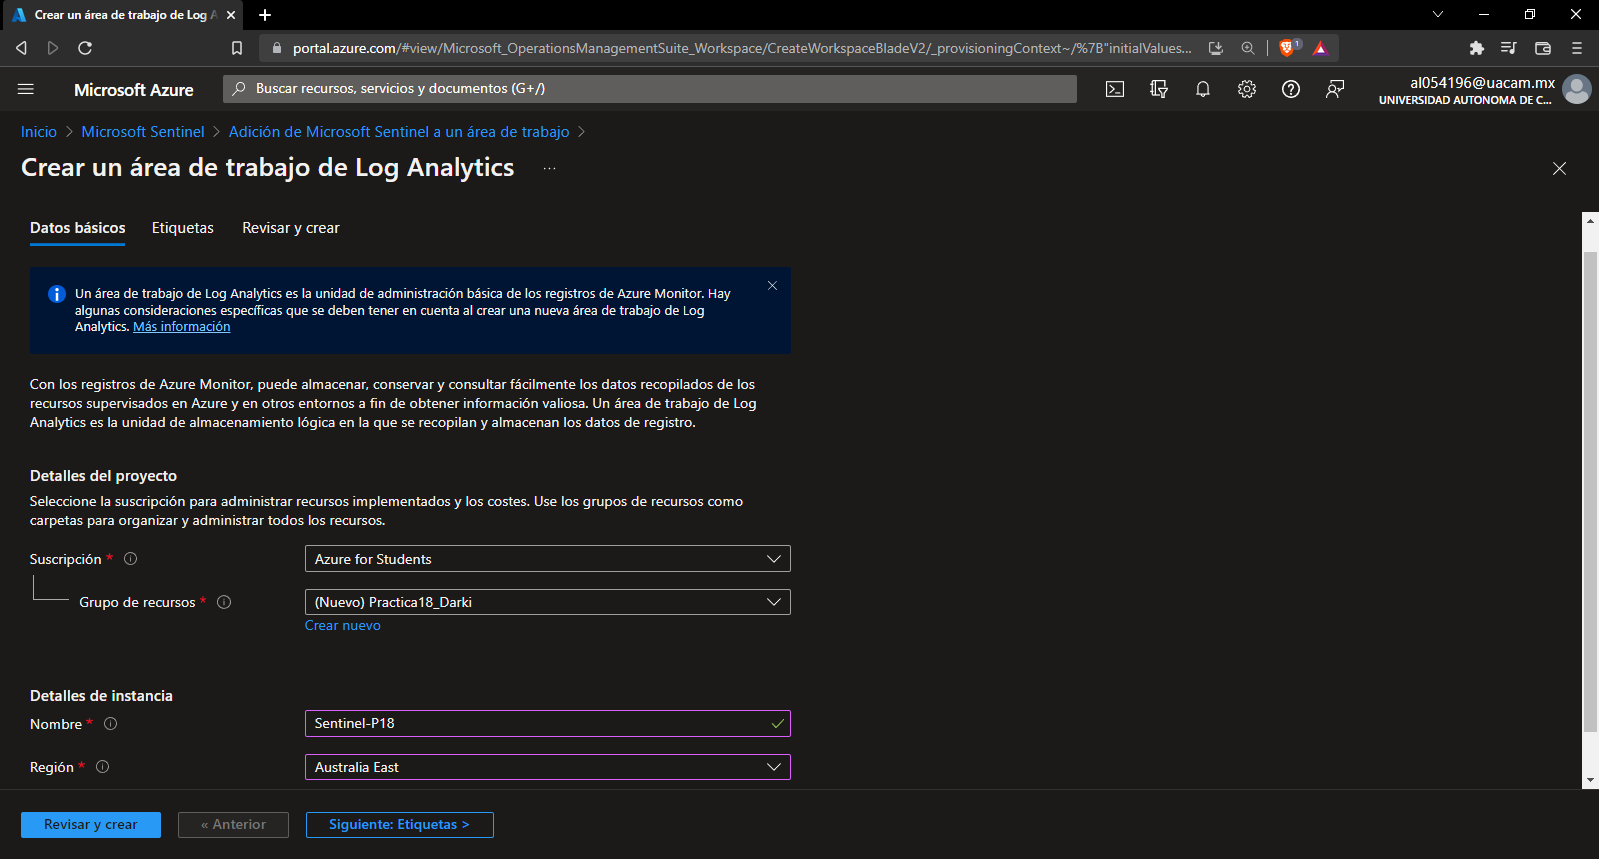 Crear un área de trabajo de Log A
portal.azure.com/#view/Microsoft_OperationsManagementSuite_Workspace/CreateWorkspaceBladeV2/_provisioningContext~/%7B"initialValues...
1
Microsoft Azure
Buscar recursos, servicios y documentos (G+/)
al054196@uacam.mx
UNIVERSIDAD AUTONOMA DE C...
Inicio > Microsoft Sentinel > Adición de Microsoft Sentinel a un área de trabajo >
Crear un área de trabajo de Log Analytics ...
Datos básicos Etiquetas Revisar y crear
Un área de trabajo de Log Analytics es la unidad de administración básica de los registros de Azure Monitor. Hay
algunas consideraciones específicas que se deben tener en cuenta al crear una nueva área de trabajo de Log
Analytics. Más información
Con los registros de Azure Monitor, puede almacenar, conservar y consultar fácilmente los datos recopilados de los
recursos supervisados en Azure y en otros entornos a fin de obtener información valiosa. Un área de trabajo de Log
Analytics es la unidad de almacenamiento lógica en la que se recopilan y almacenan los datos de registro.
Detalles del proyecto
Seleccione la suscripción para administrar recursos implementados y los costes. Use los grupos de recursos como
carpetas para organizar y administrar todos los recursos.
Suscripción * Azure for Students
Grupo de recursos * (Nuevo) Practica18_Darki
Crear nuevo
Detalles de instancia
Nombre * Sentinel-P18
Región * Australia East
Revisar y crear « Anterior Siguiente: Etiquetas >